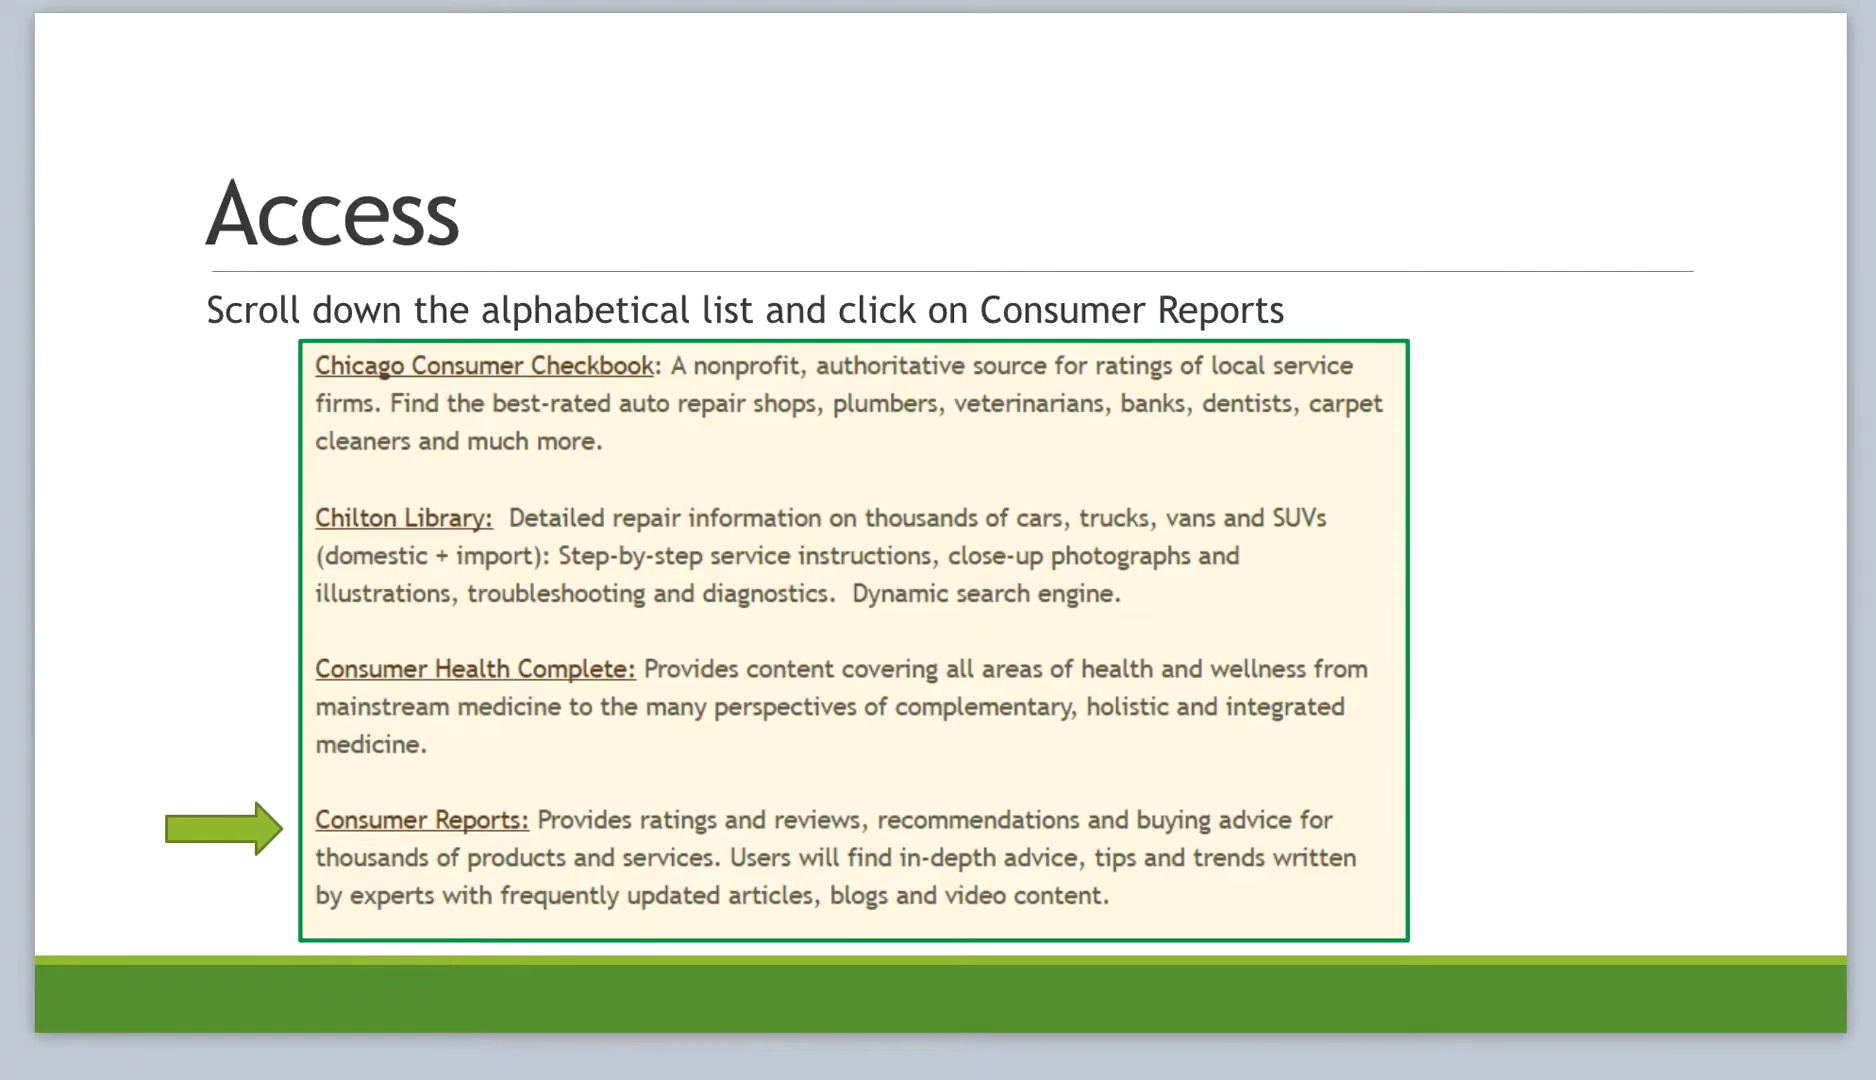 Access
Scroll down the alphabetical list and click on Consumer Reports
Chicago Consumer Checkbook: A nonprofit, authoritative source for ratings of local service
firms. Find the best-rated auto repair shops, plumbers, veterinarians, banks, dentists, carpet
cleaners and much more.
Chilton Library: Detailed repair information on thousands of cars, trucks, vans and SUVs
(domestic + import): Step-by-step service instructions, close-up photographs and
illustrations, troubleshooting and diagnostics. Dynamic search engine.
Consumer Health Complete: Provides content covering all areas of health and wellness from
mainstream medicine to the many perspectives of complementary, holistic and integrated
medicine.
Consumer Reports: Provides ratings and reviews, recommendations and buying advice for
thousands of products and services. Users will find in-depth advice, tips and trends written
by experts with frequently updated articles, blogs and video content.